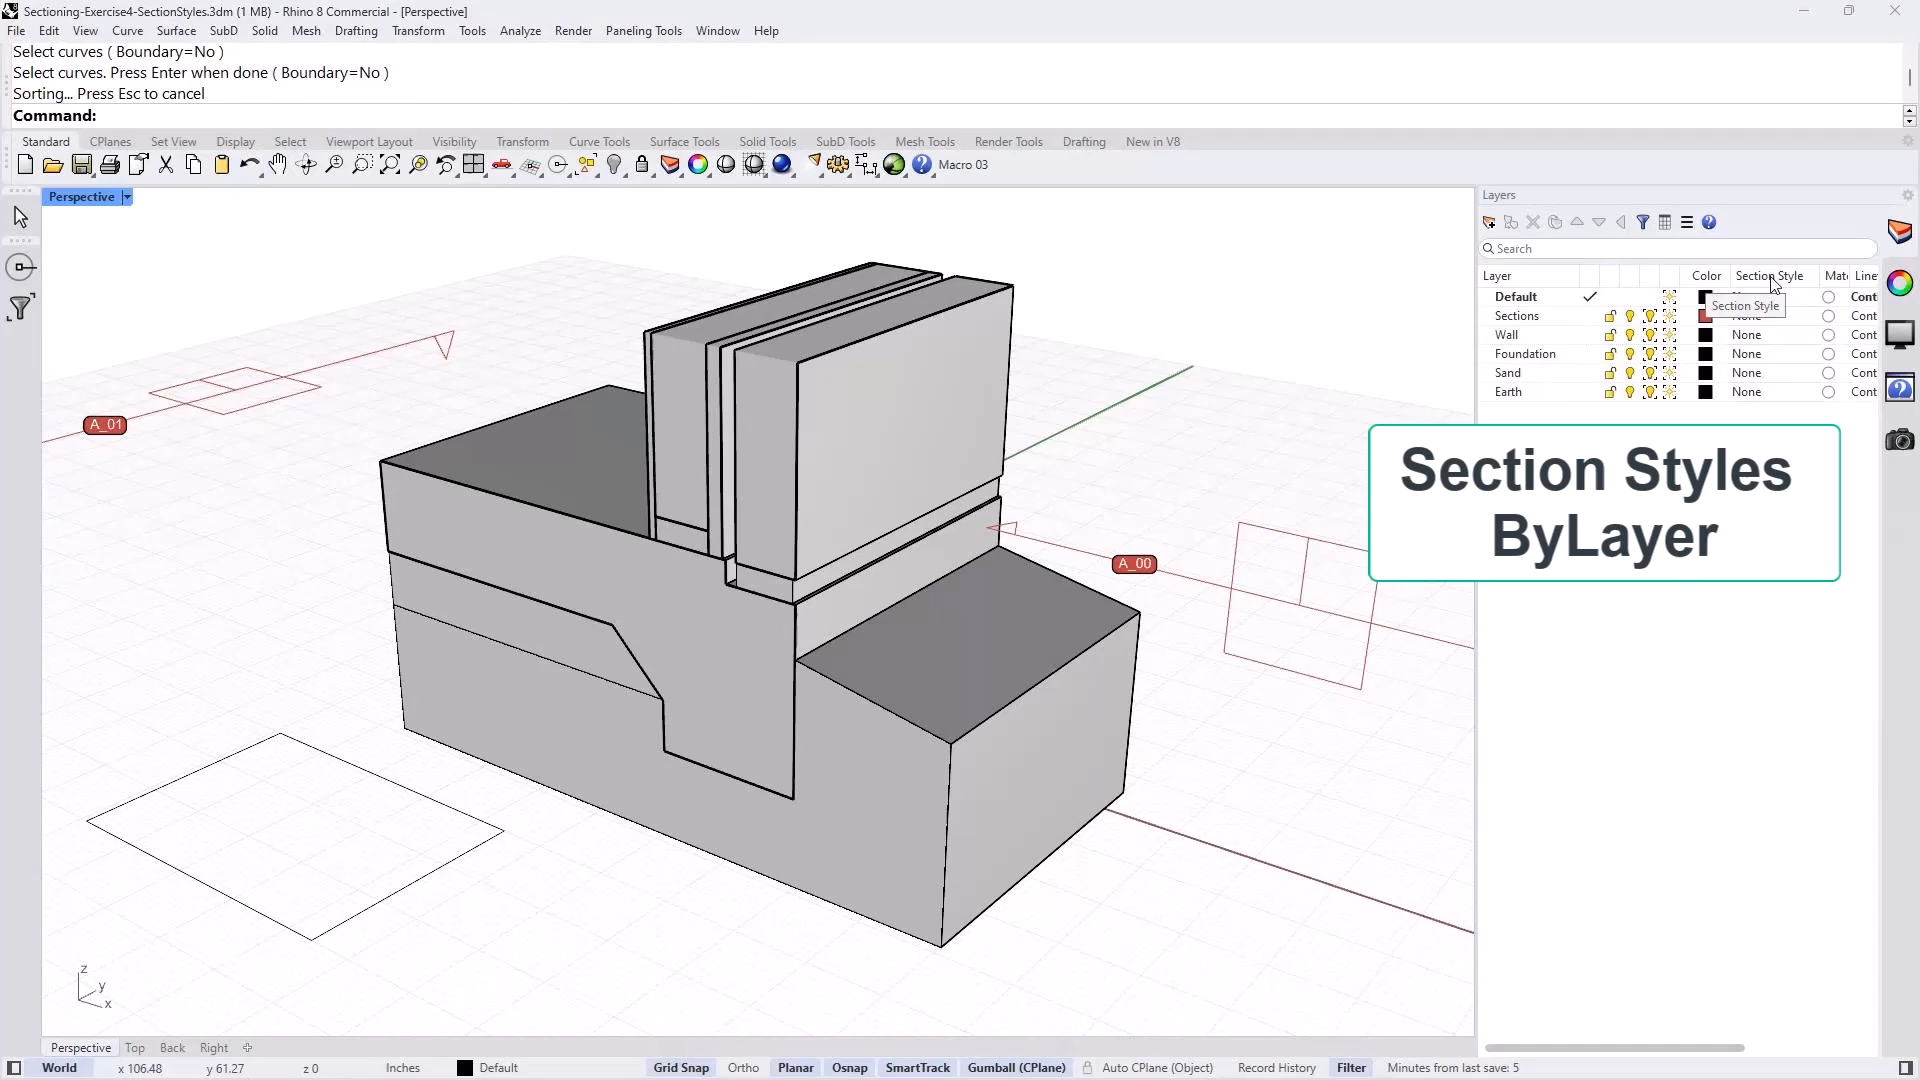 Sectioning-Exercise4-SectionStyles.3dm (1 MB) - Rhino 8 Commercial - [Perspective]
File Edit View Curve Surface SubD Solid Mesh Drafting Transform Tools Analyze Render Paneling Tools Window Help
Select curves ( Boundary=No )
Select curves. Press Enter when done ( Boundary=No )
Sorting... Press Esc to cancel
Command:
Standard CPlanes Set View Display Select Viewport Layout Visibility Transform Curve Tools Surface Tools Solid Tools SubD Tools Mesh Tools Render Tools Drafting New in V8
Macro 03
Perspective
Layers
Search
Layer Color Section Style Mat Line
Default Cont
Section Style
Sections None Cont
Wall None Cont
Foundation None Cont
Sand None Cont
Earth None Cont
A_01
A_00
Section Styles
ByLayer
z
y
x
Perspective Top Back Right
World x 106.48 y 61.27 z 0 Inches Default Grid Snap Ortho Planar Osnap SmartTrack Gumball (CPlane) Auto CPlane (Object) Record History Filter Minutes from last save: 5